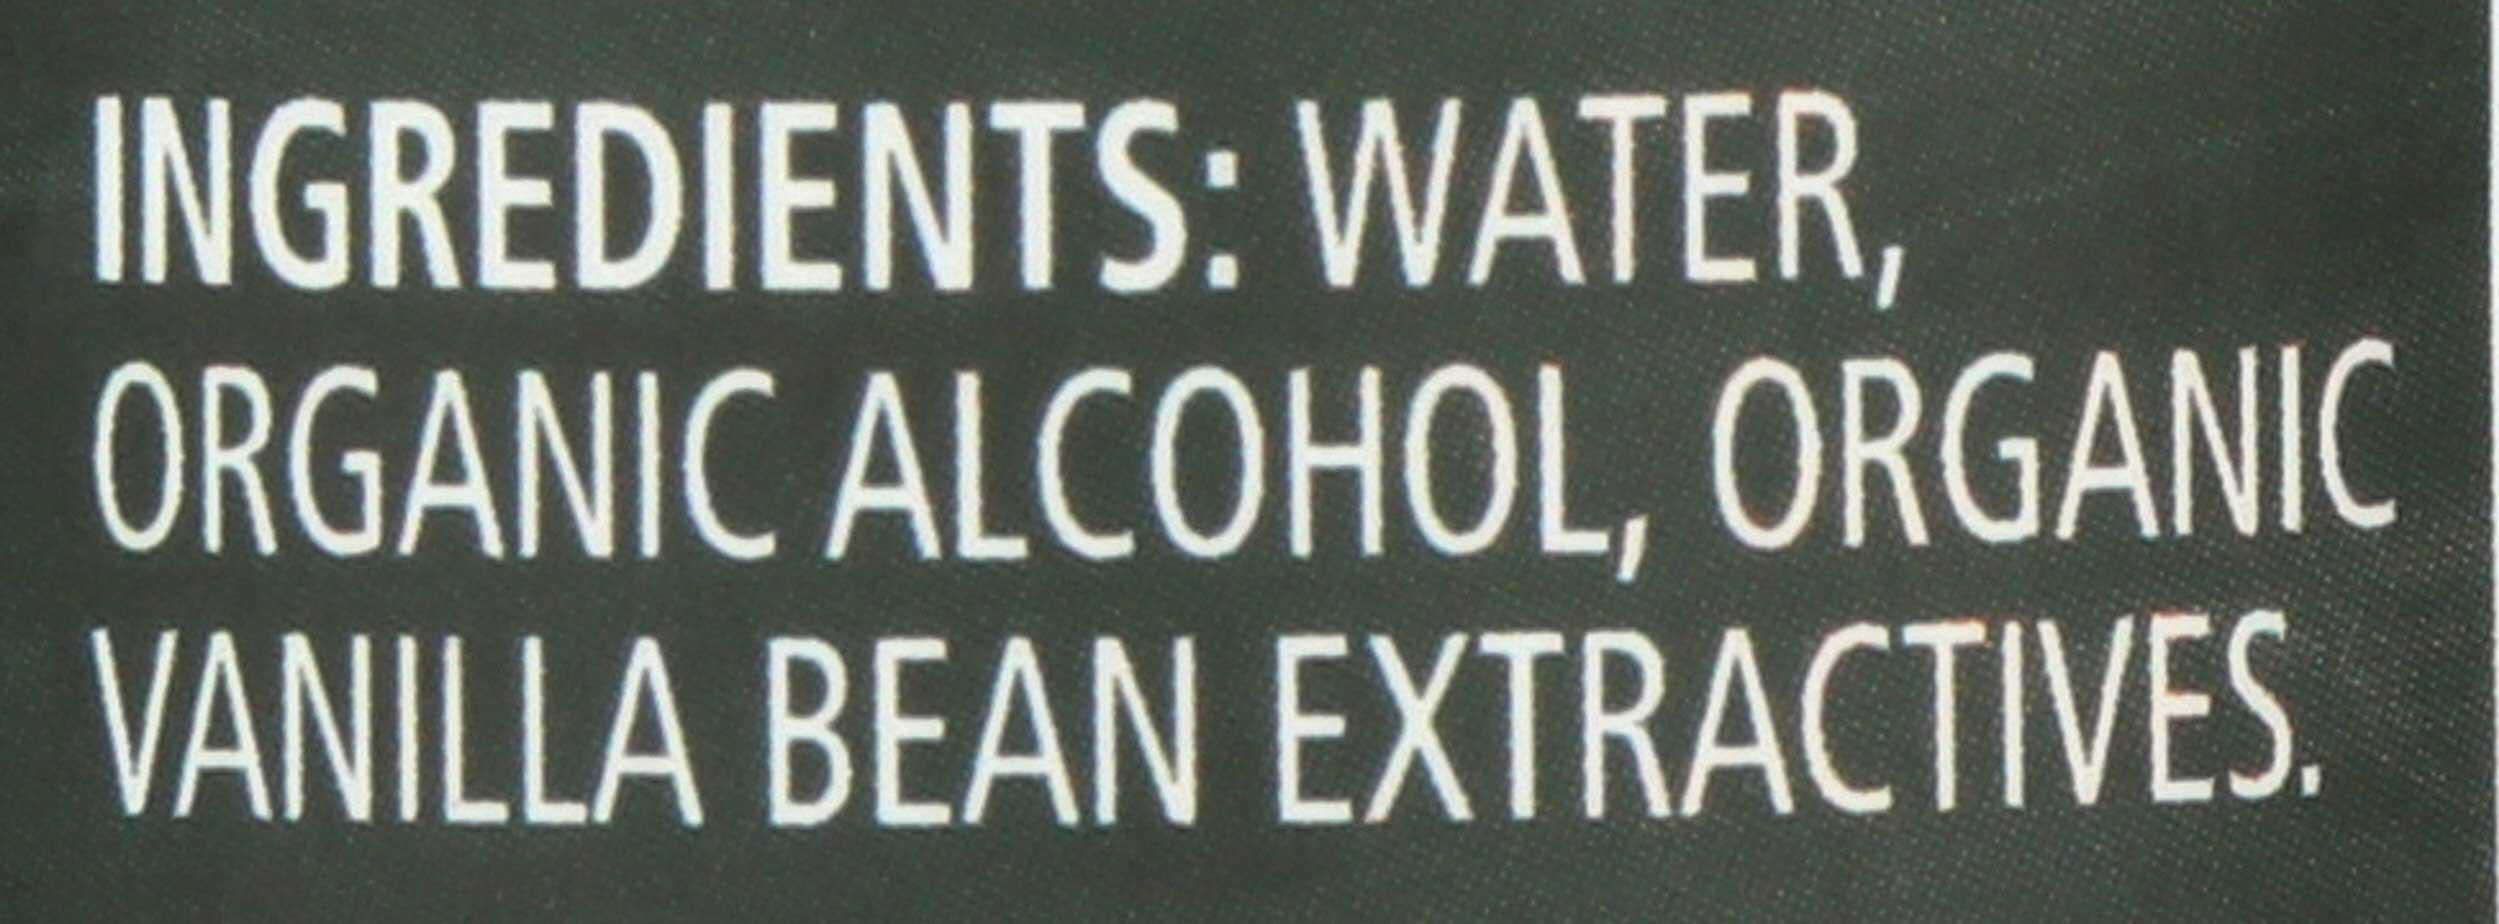 INGREDIENTS: WATER,
ORGANIC ALCOHOL, ORGANIC
VANILLA BEAN EXTRACTIVES.